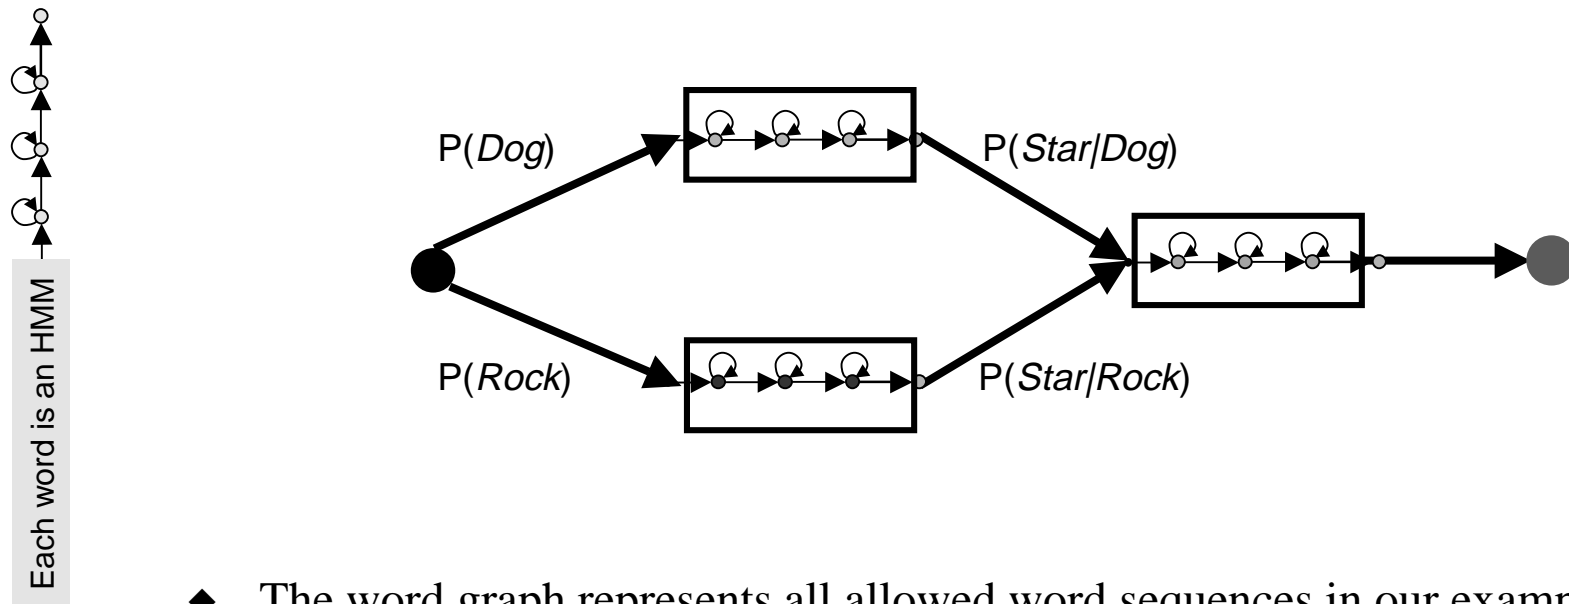 Each word is an HMM
P(Dog)
P(Star|Dog)
P(Rock)
P(Star|Rock)
◆ The word graph represents all allowed word sequences in our